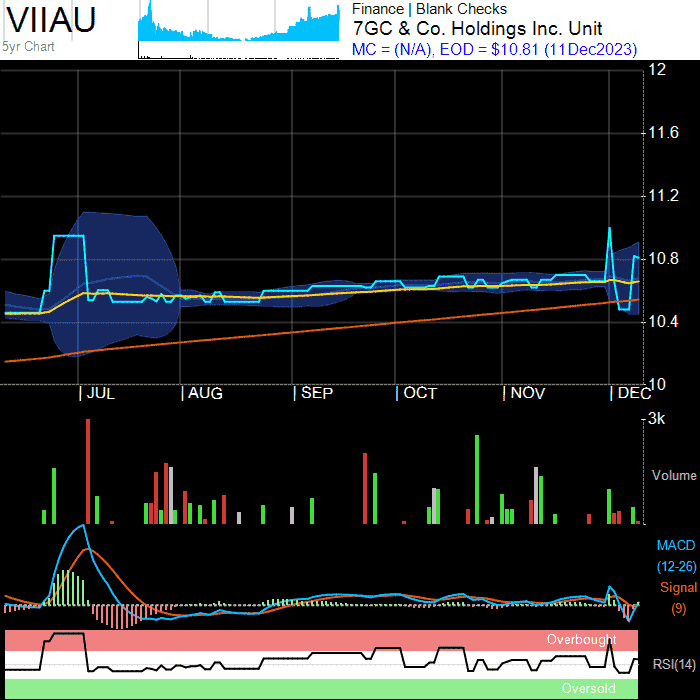 VIIAU
5yr Chart
Finance | Blank Checks
7GC & Co. Holdings Inc. Unit
MC = (N/A), EOD = $10.81 (11Dec2023)
12
11.6
11.2
10.8
10.4
10
| JUL | AUG | SEP | OCT | NOV | DEC
3k
Volume
MACD
(12-26)
Signal
(9)
Overbought
RSI(14)
Oversold